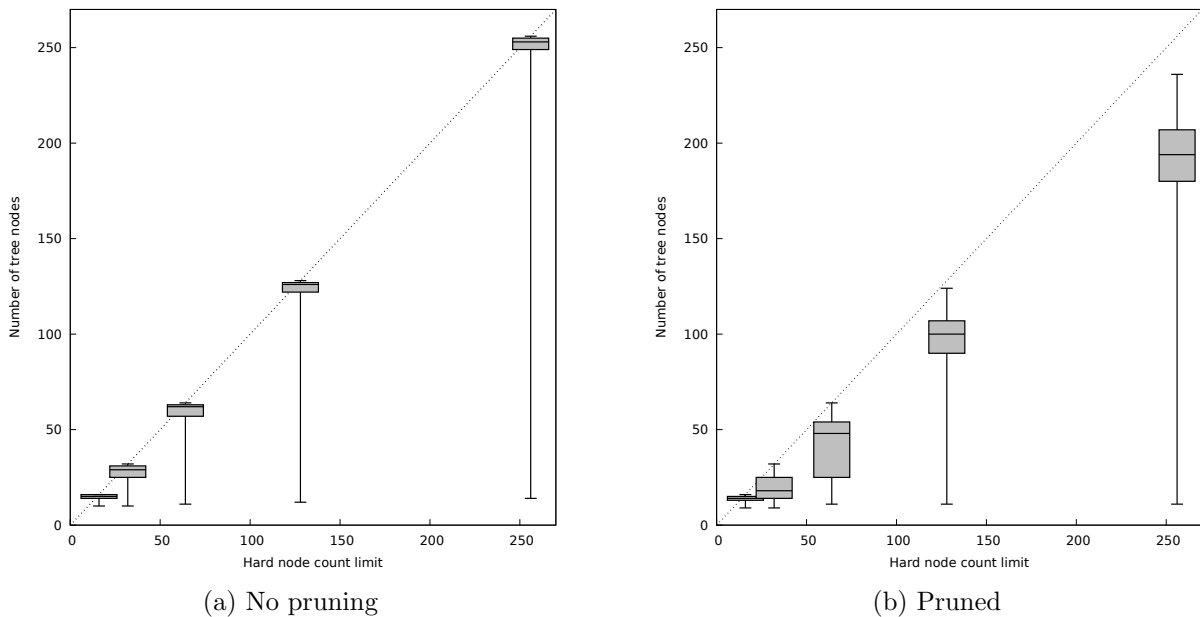 250
200
150
100
50
0
Number of tree nodes
0 50 100 150 200 250
Hard node count limit
(a) No pruning
250
200
150
100
50
0
Number of tree nodes
0 50 100 150 200 250
Hard node count limit
(b) Pruned